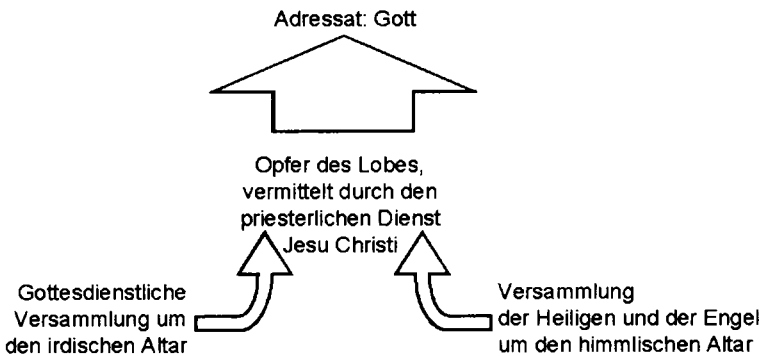 Adressat: Gott
Opfer des Lobes,
vermittelt durch den
priesterlichen Dienst
Jesu Christi
Gottesdienstliche
Versammlung um
den irdischen Altar
Versammlung
der Heiligen und der Engel
um den himmlischen Altar